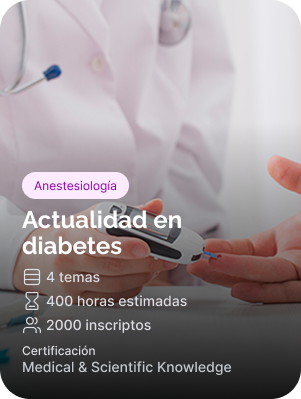 Anestesiología
Actualidad en
diabetes
4 temas
400 horas estimadas
2000 inscriptos
Certificación
Medical & Scientific Knowledge